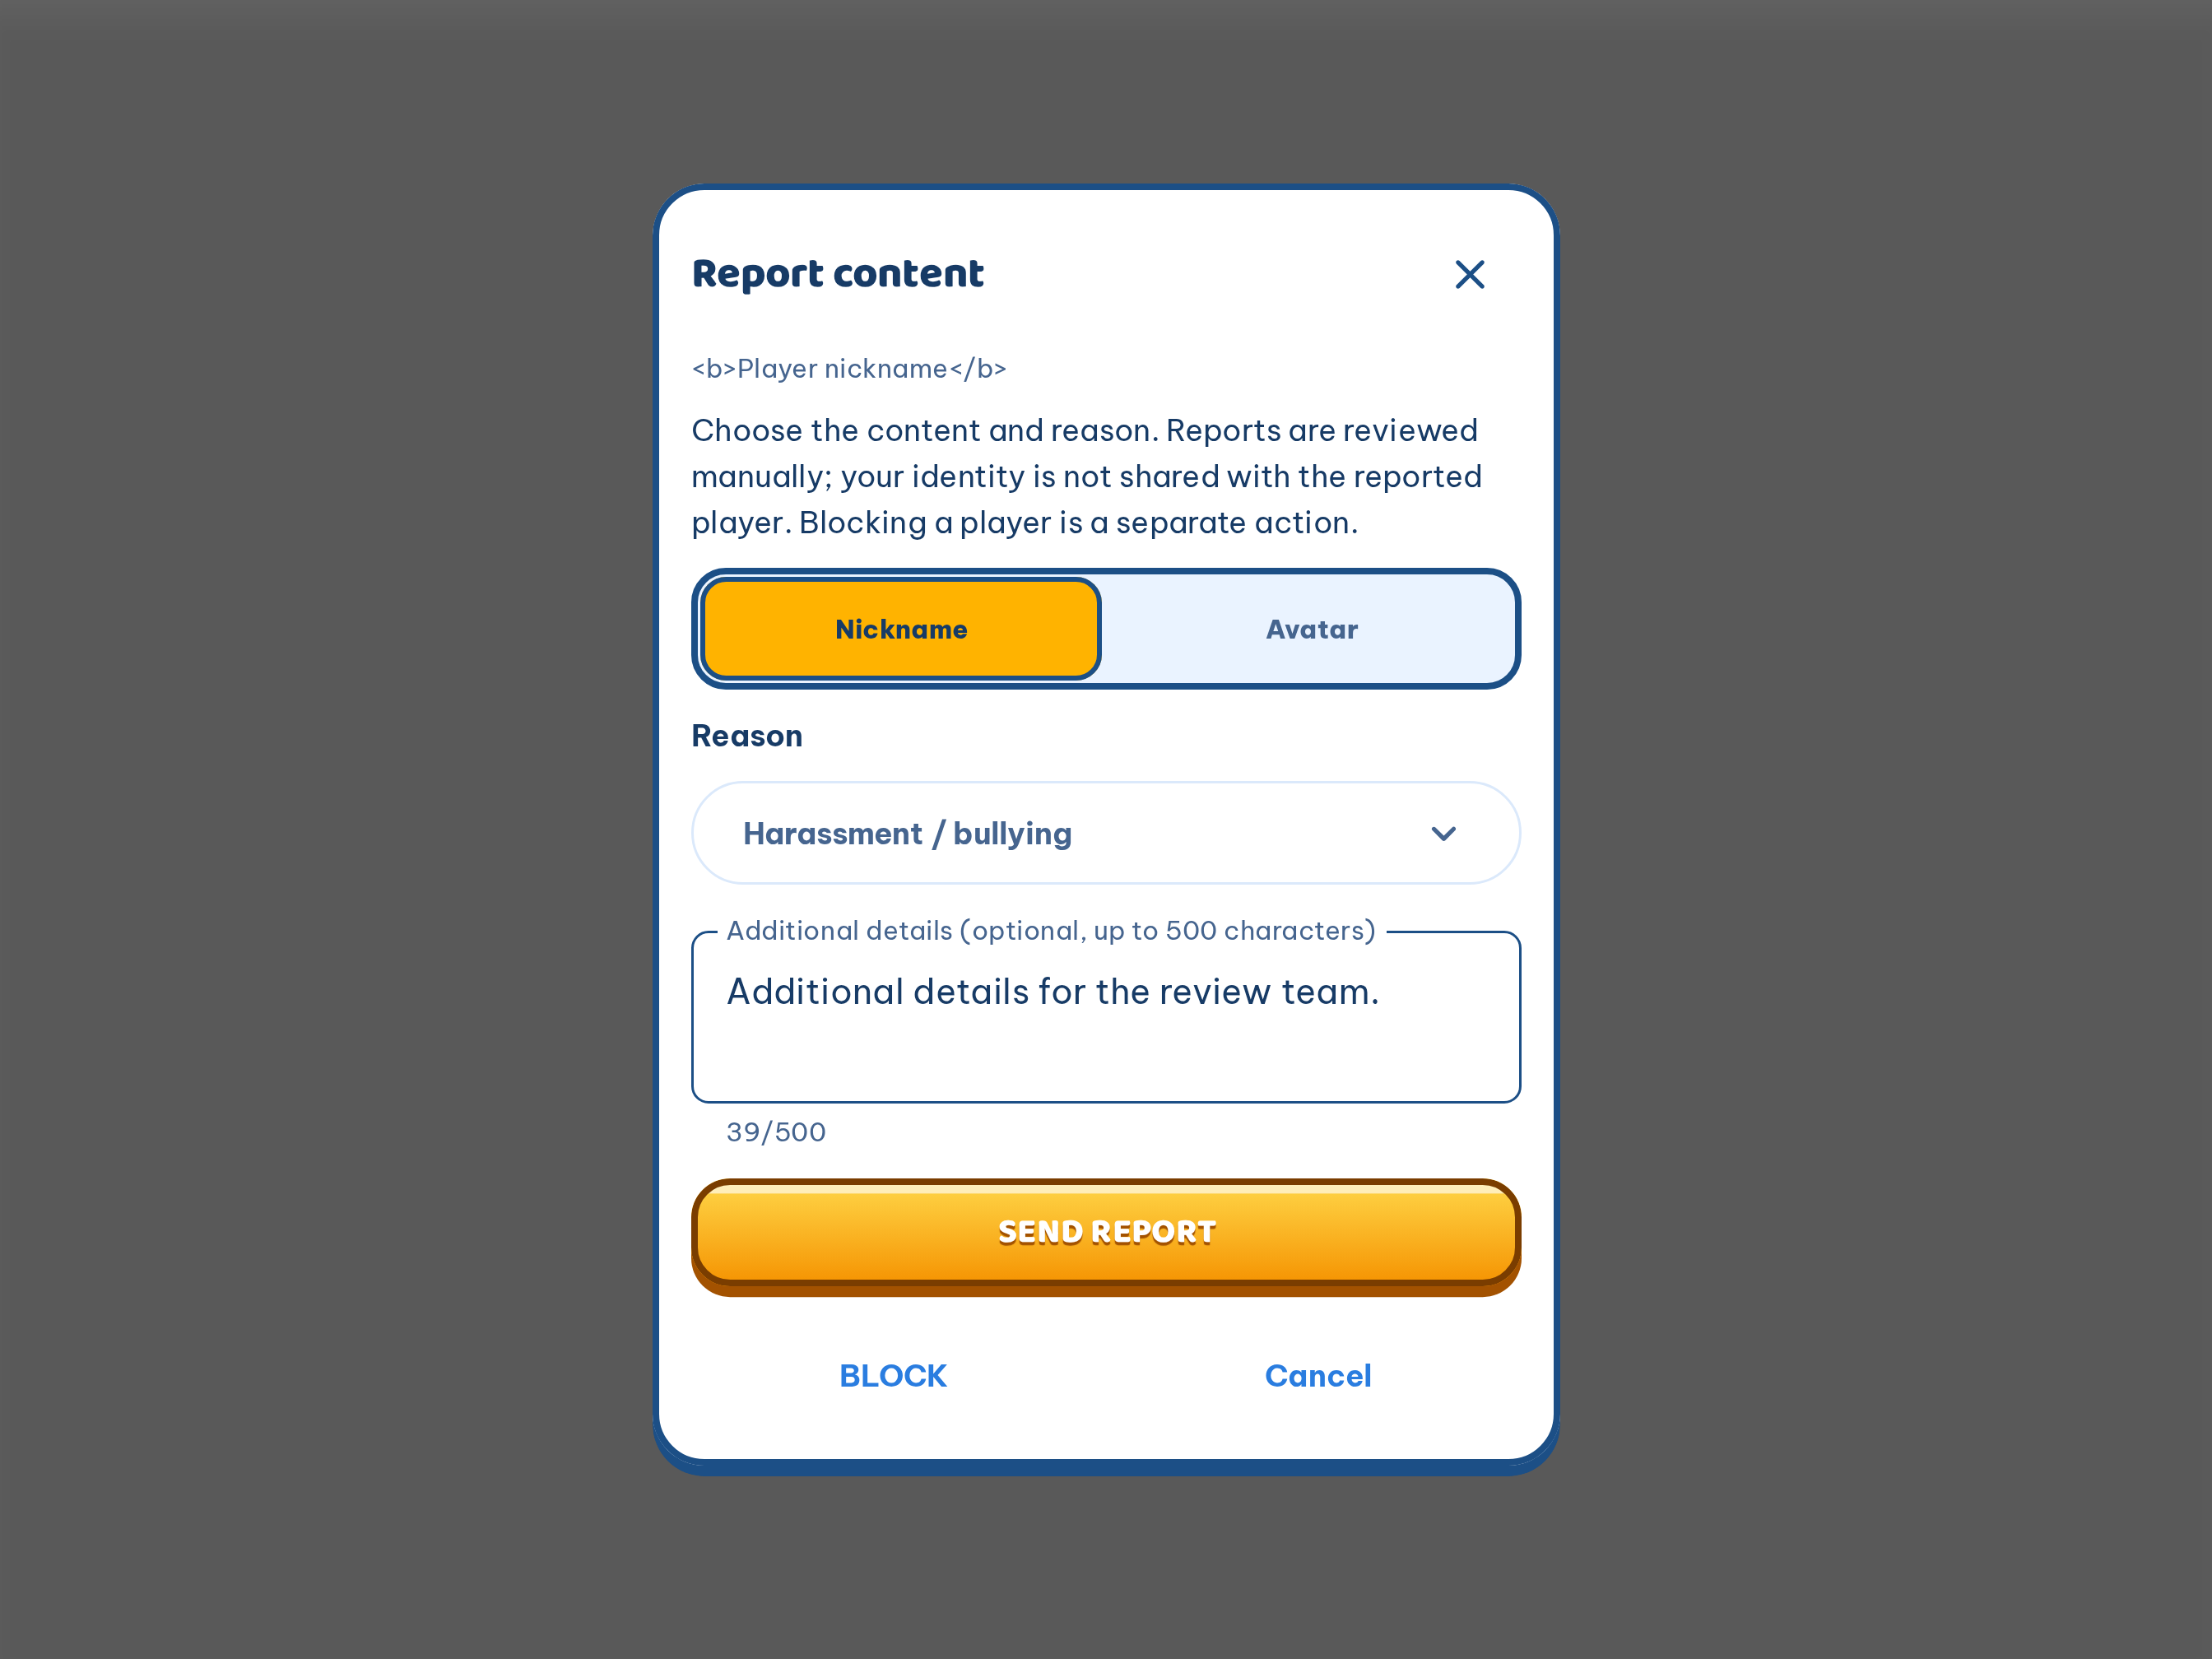 Report content
<b>Player nickname</b>
Choose the content and reason. Reports are reviewed
manually; your identity is not shared with the reported
player. Blocking a player is a separate action.
Nickname
Avatar
Reason
Harassment / bullying
Additional details (optional, up to 500 characters)
Additional details for the review team.
39/500
SEND REPORT
BLOCK
Cancel